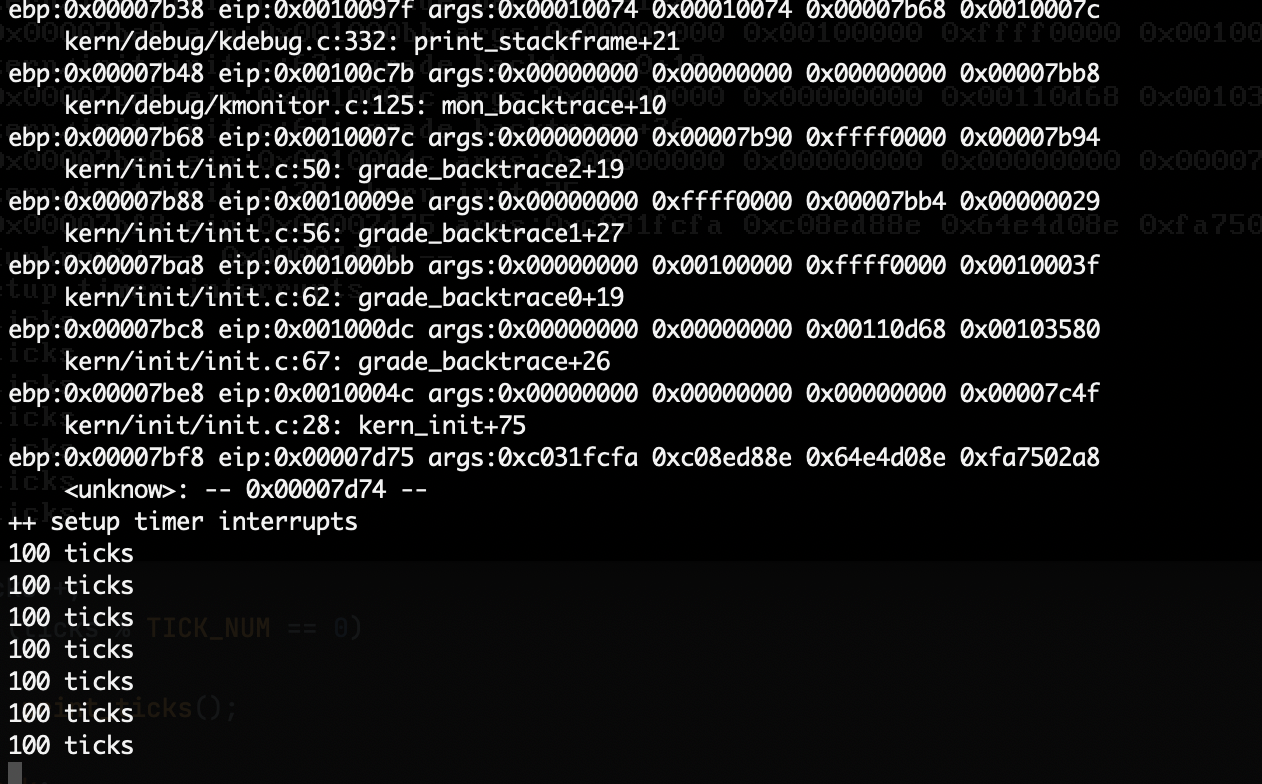 ebp:0x00007b38 eip:0x0010097f args:0x00010074 0x00010074 0x00007b68 0x0010007c
kern/debug/kdebug.c:332: print_stackframe+21
ebp:0x00007b48 eip:0x00100c7b args:0x00000000 0x00000000 0x00000000 0x00007bb8
kern/debug/kmonitor.c:125: mon_backtrace+10
ebp:0x00007b68 eip:0x0010007c args:0x00000000 0x00007b90 0xffff0000 0x00007b94
kern/init/init.c:50: grade_backtrace2+19
ebp:0x00007b88 eip:0x0010009e args:0x00000000 0xffff0000 0x00007bb4 0x00000029
kern/init/init.c:56: grade_backtrace1+27
ebp:0x00007ba8 eip:0x001000bb args:0x00000000 0x00100000 0xffff0000 0x0010003f
kern/init/init.c:62: grade_backtrace0+19
ebp:0x00007bc8 eip:0x001000dc args:0x00000000 0x00000000 0x00110d68 0x00103580
kern/init/init.c:67: grade_backtrace+26
ebp:0x00007be8 eip:0x0010004c args:0x00000000 0x00000000 0x00000000 0x00007c4f
kern/init/init.c:28: kern_init+75
ebp:0x00007bf8 eip:0x00007d75 args:0xc031fcfa 0xc08ed88e 0x64e4d08e 0xfa7502a8
<unknow>: -- 0x00007d74 --
++ setup timer interrupts
100 ticks
100 ticks
100 ticks
TICK_NUM == 0)
100 ticks
100 ticks
100 ticks
100 ticks